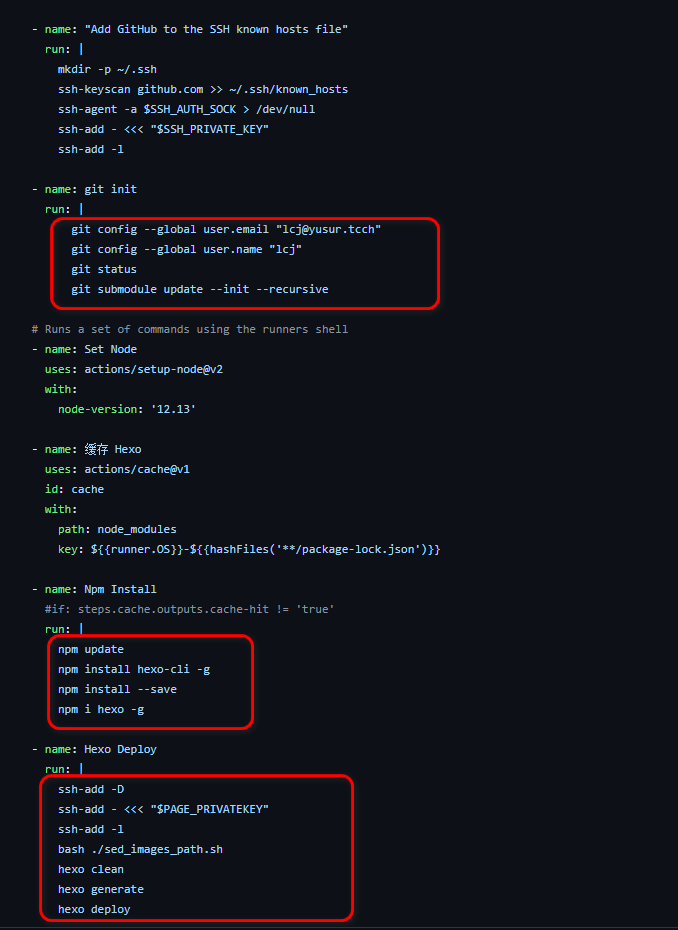 - name: "Add GitHub to the SSH known hosts file"
run: |
mkdir -p ~/.ssh
ssh-keyscan github.com >> ~/.ssh/known_hosts
ssh-agent -a $SSH_AUTH_SOCK > /dev/null
ssh-add - <<< "$SSH_PRIVATE_KEY"
ssh-add -l
- name: git init
run: |
git config --global user.email "lcj@yusur.tcch"
git config --global user.name "lcj"
git status
git submodule update --init --recursive
# Runs a set of commands using the runners shell
- name: Set Node
uses: actions/setup-node@v2
with:
node-version: '12.13'
- name: 缓存 Hexo
uses: actions/cache@v1
id: cache
with:
path: node_modules
key: ${{runner.OS}}-${{hashFiles('**/package-lock.json')}}
- name: Npm Install
#if: steps.cache.outputs.cache-hit != 'true'
run: |
npm update
npm install hexo-cli -g
npm install --save
npm i hexo -g
- name: Hexo Deploy
run: |
ssh-add -D
ssh-add - <<< "$PAGE_PRIVATEKEY"
ssh-add -l
bash ./sed_images_path.sh
hexo clean
hexo generate
hexo deploy